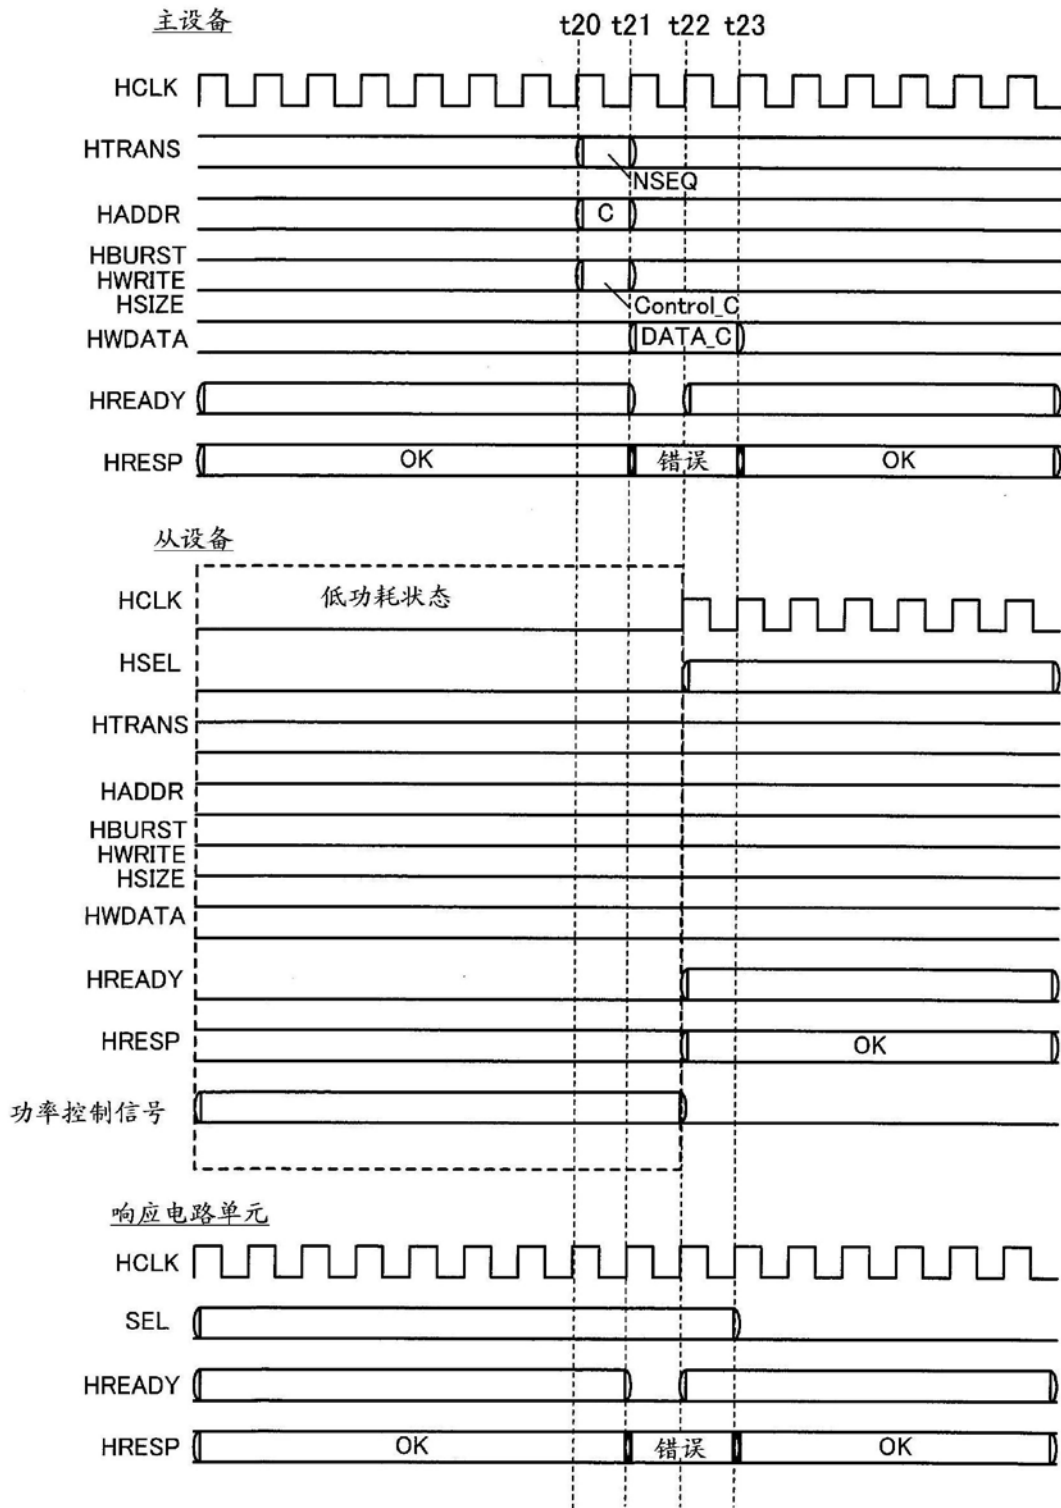 主设备
t20 t21 t22 t23
HCLK
HTRANS
NSEQ
HADDR C
HBURST
HWRITE
HSIZE
Control_C
HWDATA DATA_C
HREADY
HRESP OK 错误 OK
从设备
HCLK 低功耗状态
HSEL
HTRANS
HADDR
HBURST
HWRITE
HSIZE
HWDATA
HREADY
HRESP OK
功率控制信号
响应电路单元
HCLK
SEL
HREADY
HRESP OK 错误 OK